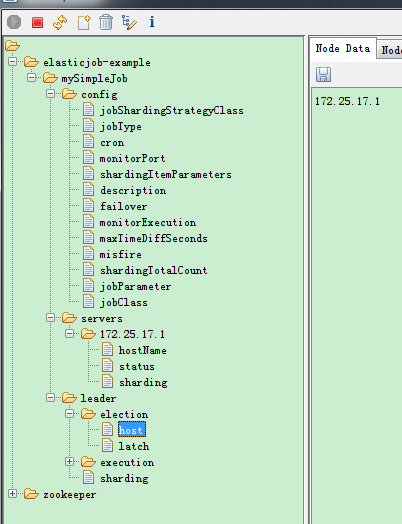 Node Data
Node
172.25.17.1
elasticjob-example
mySimpleJob
config
jobShardingStrategyClass
jobType
cron
monitorPort
shardingItemParameters
description
failover
monitorExecution
maxTimeDiffSeconds
misfire
shardingTotalCount
jobParameter
jobClass
servers
172.25.17.1
hostName
status
sharding
leader
election
host
latch
execution
sharding
zookeeper